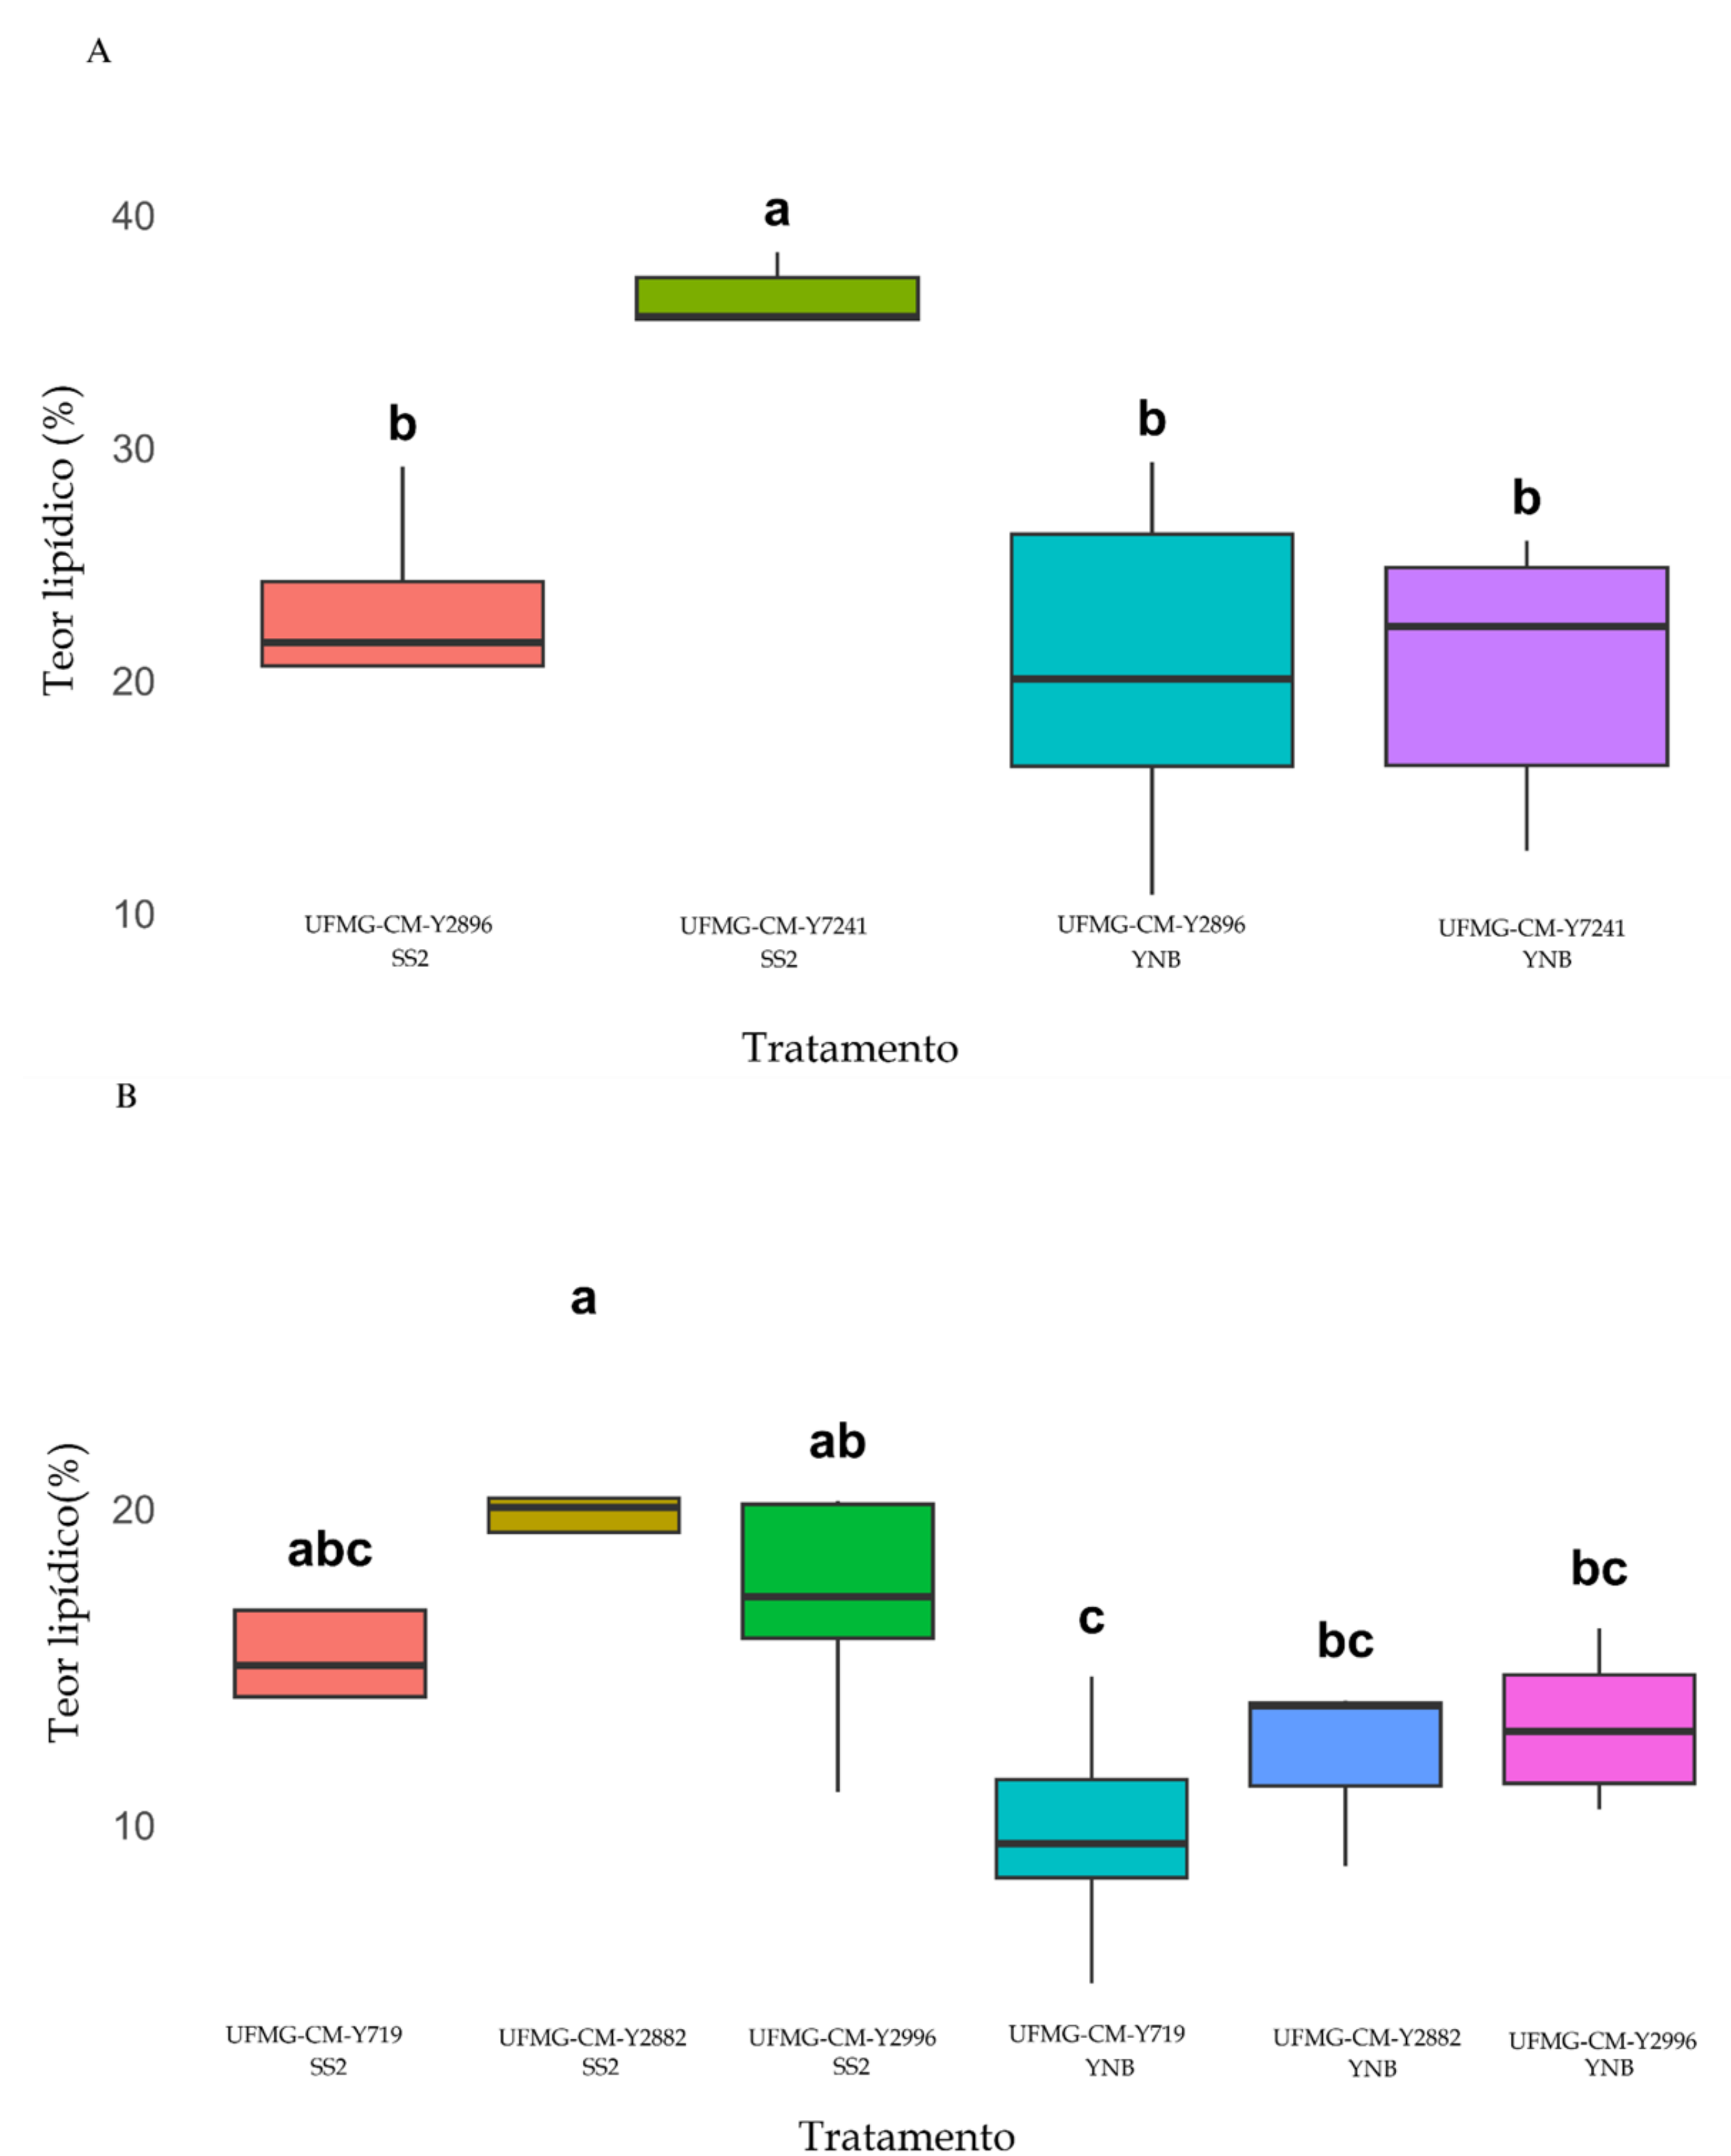 A
40
a
b
b
30
b
Teor lipídico (%)
20
10
UFMG-CM-Y2896
SS2
UFMG-CM-Y7241
SS2
UFMG-CM-Y2896
YNB
UFMG-CM-Y7241
YNB
Tratamento
B
a
ab
20
abc
bc
c
bc
Teor lipídico(%)
10
UFMG-CM-Y719
SS2
UFMG-CM-Y2882
SS2
UFMG-CM-Y2996
SS2
UFMG-CM-Y719
YNB
UFMG-CM-Y2882
YNB
UFMG-CM-Y2996
YNB
Tratamento